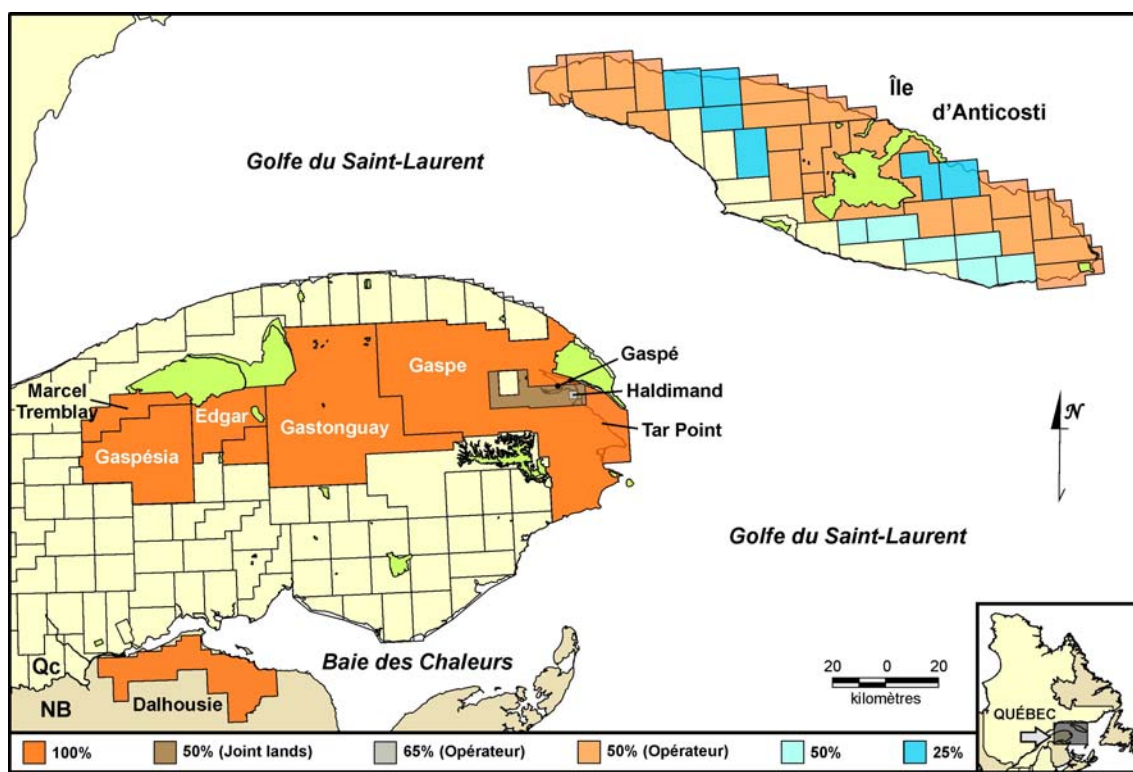 Île
d'Anticosti
Golfe du Saint-Laurent
Gaspé
Gaspe
Haldimand
Marcel
Tremblay
Edgar
Gastonguay
Tar Point
Gaspésia
N
Golfe du Saint-Laurent
Qc
Baie des Chaleurs
20 0 20
kilomètres
NB
Dalhousie
QUÉBEC
100% 50% (Joint lands) 65% (Opérateur) 50% (Opérateur) 50% 25%